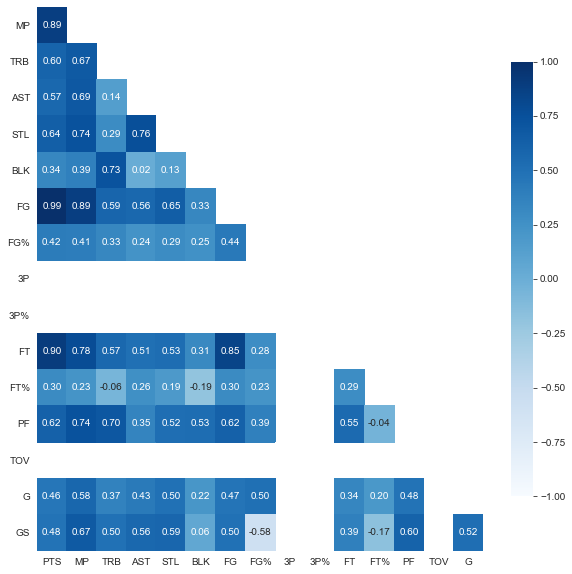 MP 0.89
TRB 0.60 0.67
AST 0.57 0.69 0.14
STL 0.64 0.74 0.29 0.76
BLK 0.34 0.39 0.73 0.02 0.13
FG 0.99 0.89 0.59 0.56 0.65 0.33
FG% 0.42 0.41 0.33 0.24 0.29 0.25 0.44
3P
3P%
FT 0.90 0.78 0.57 0.51 0.53 0.31 0.85 0.28
FT% 0.30 0.23 -0.06 0.26 0.19 -0.19 0.30 0.23 0.29
PF 0.62 0.74 0.70 0.35 0.52 0.53 0.62 0.39 0.55 -0.04
TOV
G 0.46 0.58 0.37 0.43 0.50 0.22 0.47 0.50 0.34 0.20 0.48
GS 0.48 0.67 0.50 0.56 0.59 0.06 0.50 -0.58 0.39 -0.17 0.60 0.52
PTS MP TRB AST STL BLK FG FG% 3P 3P% FT FT% PF TOV G
1.00
0.75
0.50
0.25
0.00
−0.25
−0.50
−0.75
−1.00